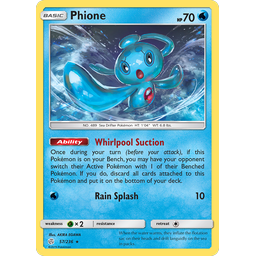 BASIC
Phione
HP70
NO. 489 Sea Drifter Pokémon HT: 1'04" WT: 6.8 lbs.
Ability Whirlpool Suction
Once during your turn (before your attack), if this
Pokémon is on your Bench, you may have your opponent
switch their Active Pokémon with 1 of their Benched
Pokémon. If you do, discard all cards attached to this
Pokémon and put it on the bottom of your deck.
Rain Splash 10
weakness ×2 resistance retreat
57/236